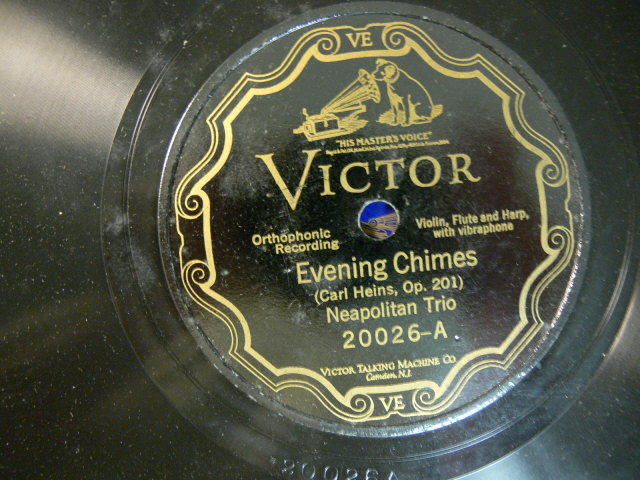 VE
"HIS MASTER'S VOICE"
VICTOR
Orthophonic
Recording
Violin, Flute and Harp,
with vibraphone
Evening Chimes
(Carl Heins, Op. 201)
Neapolitan Trio
20026-A
VICTOR TALKING MACHINE CO
Camden, N.J.
VE
20026A